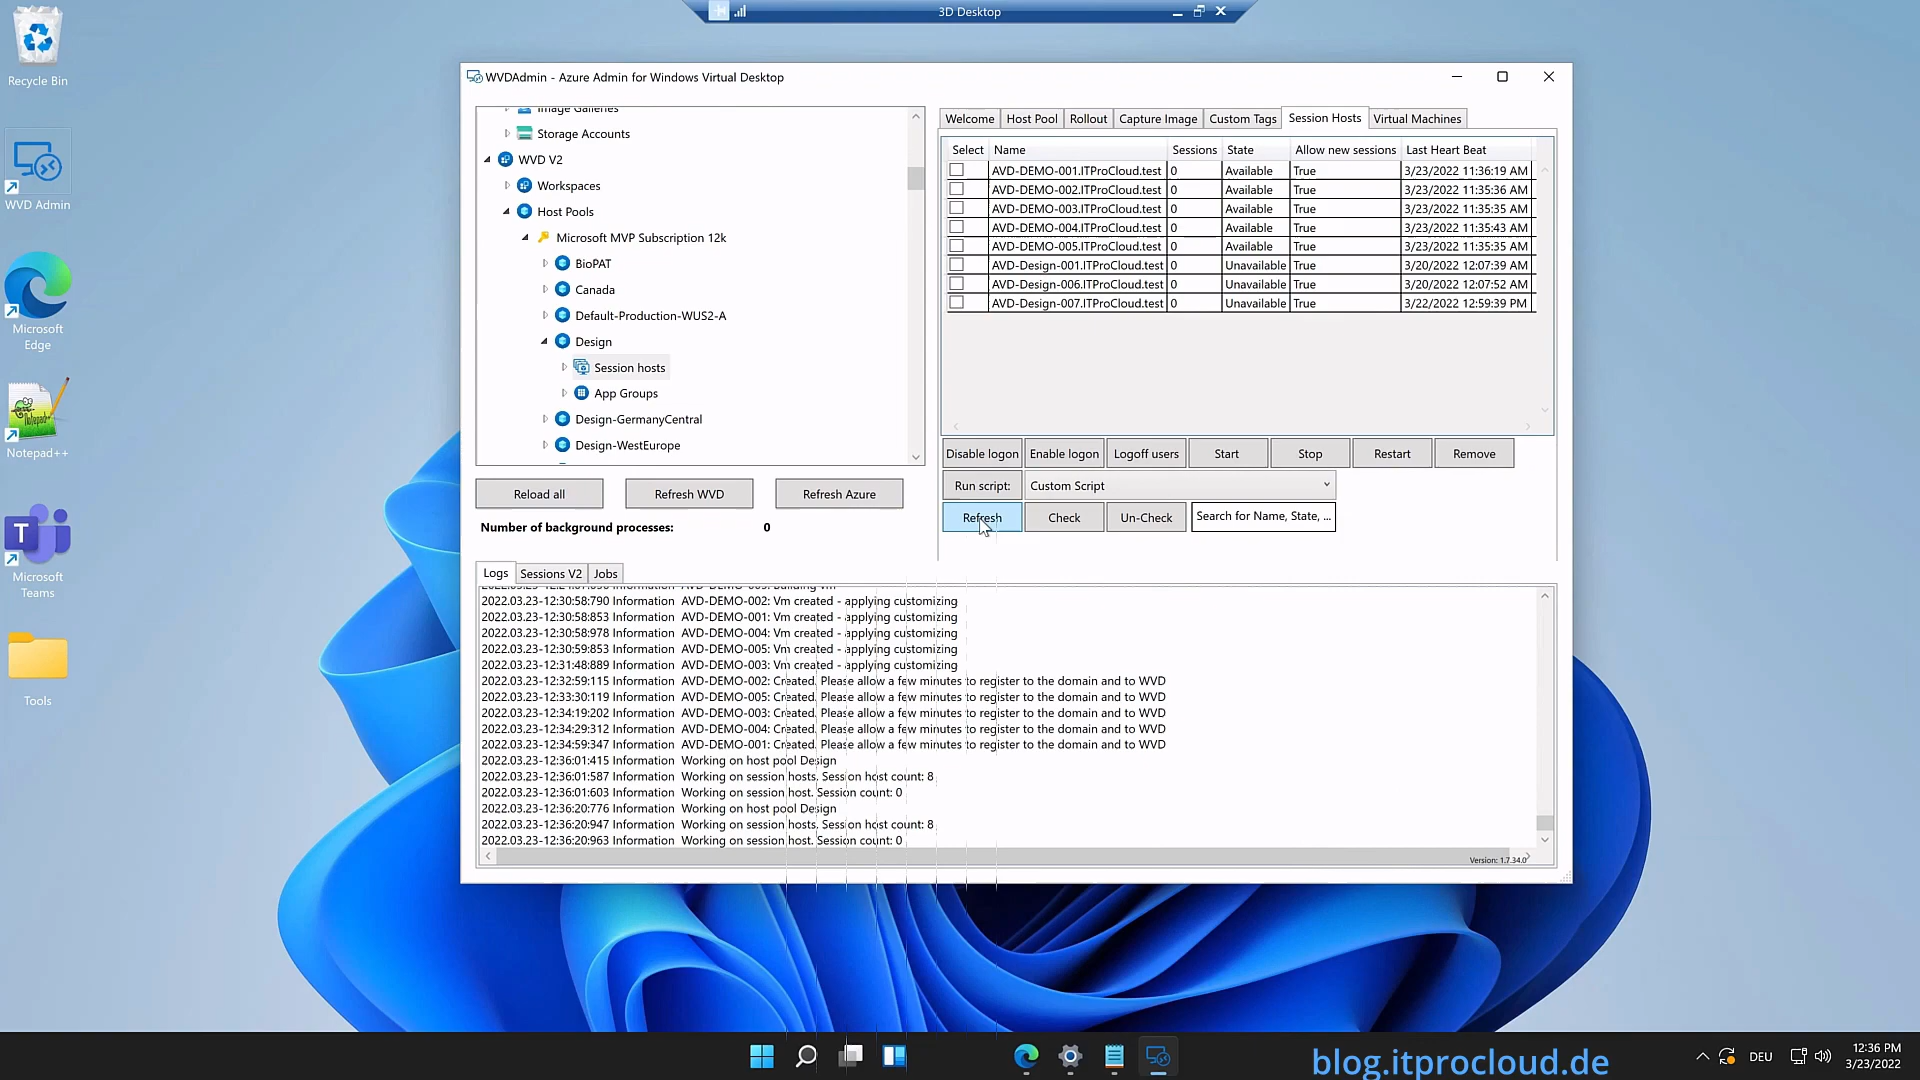 3D Desktop
Recycle Bin
WVD Admin
Microsoft
Edge
Notepad++
Microsoft
Teams
Tools
WVDAdmin - Azure Admin for Windows Virtual Desktop
Image Galleries
Storage Accounts
WVD V2
Workspaces
Host Pools
Microsoft MVP Subscription 12k
BioPAT
Canada
Default-Production-WUS2-A
Design
Session hosts
App Groups
Design-GermanyCentral
Design-WestEurope
Reload all Refresh WVD Refresh Azure
Number of background processes: 0
Welcome Host Pool Rollout Capture Image Custom Tags Session Hosts Virtual Machines
Select Name Sessions State Allow new sessions Last Heart Beat
AVD-DEMO-001.ITProCloud.test 0 Available True 3/23/2022 11:36:19 AM
AVD-DEMO-002.ITProCloud.test 0 Available True 3/23/2022 11:35:36 AM
AVD-DEMO-003.ITProCloud.test 0 Available True 3/23/2022 11:35:35 AM
AVD-DEMO-004.ITProCloud.test 0 Available True 3/23/2022 11:35:43 AM
AVD-DEMO-005.ITProCloud.test 0 Available True 3/23/2022 11:35:35 AM
AVD-Design-001.ITProCloud.test 0 Unavailable True 3/20/2022 12:07:39 AM
AVD-Design-006.ITProCloud.test 0 Unavailable True 3/20/2022 12:07:52 AM
AVD-Design-007.ITProCloud.test 0 Unavailable True 3/22/2022 12:59:39 PM
Disable logon Enable logon Logoff users Start Stop Restart Remove
Run script: Custom Script
Refresh Check Un-Check Search for Name, State, ...
Logs Sessions V2 Jobs
2022.03.23-12:30:58:790 Information AVD-DEMO-002: Vm created - applying customizing
2022.03.23-12:30:58:853 Information AVD-DEMO-001: Vm created - applying customizing
2022.03.23-12:30:58:978 Information AVD-DEMO-004: Vm created - applying customizing
2022.03.23-12:30:59:853 Information AVD-DEMO-005: Vm created - applying customizing
2022.03.23-12:31:48:889 Information AVD-DEMO-003: Vm created - applying customizing
2022.03.23-12:32:59:115 Information AVD-DEMO-002: Created. Please allow a few minutes to register to the domain and to WVD
2022.03.23-12:33:30:119 Information AVD-DEMO-005: Created. Please allow a few minutes to register to the domain and to WVD
2022.03.23-12:34:19:202 Information AVD-DEMO-003: Created. Please allow a few minutes to register to the domain and to WVD
2022.03.23-12:34:29:312 Information AVD-DEMO-004: Created. Please allow a few minutes to register to the domain and to WVD
2022.03.23-12:34:59:347 Information AVD-DEMO-001: Created. Please allow a few minutes to register to the domain and to WVD
2022.03.23-12:36:01:415 Information Working on host pool Design
2022.03.23-12:36:01:587 Information Working on session hosts. Session host count: 8
2022.03.23-12:36:01:603 Information Working on session host. Session count: 0
2022.03.23-12:36:20:776 Information Working on host pool Design
2022.03.23-12:36:20:947 Information Working on session hosts. Session host count: 8
2022.03.23-12:36:20:963 Information Working on session host. Session count: 0
Version: 1.7.34.0
blog.itprocloud.de
DEU
12:36 PM
3/23/2022